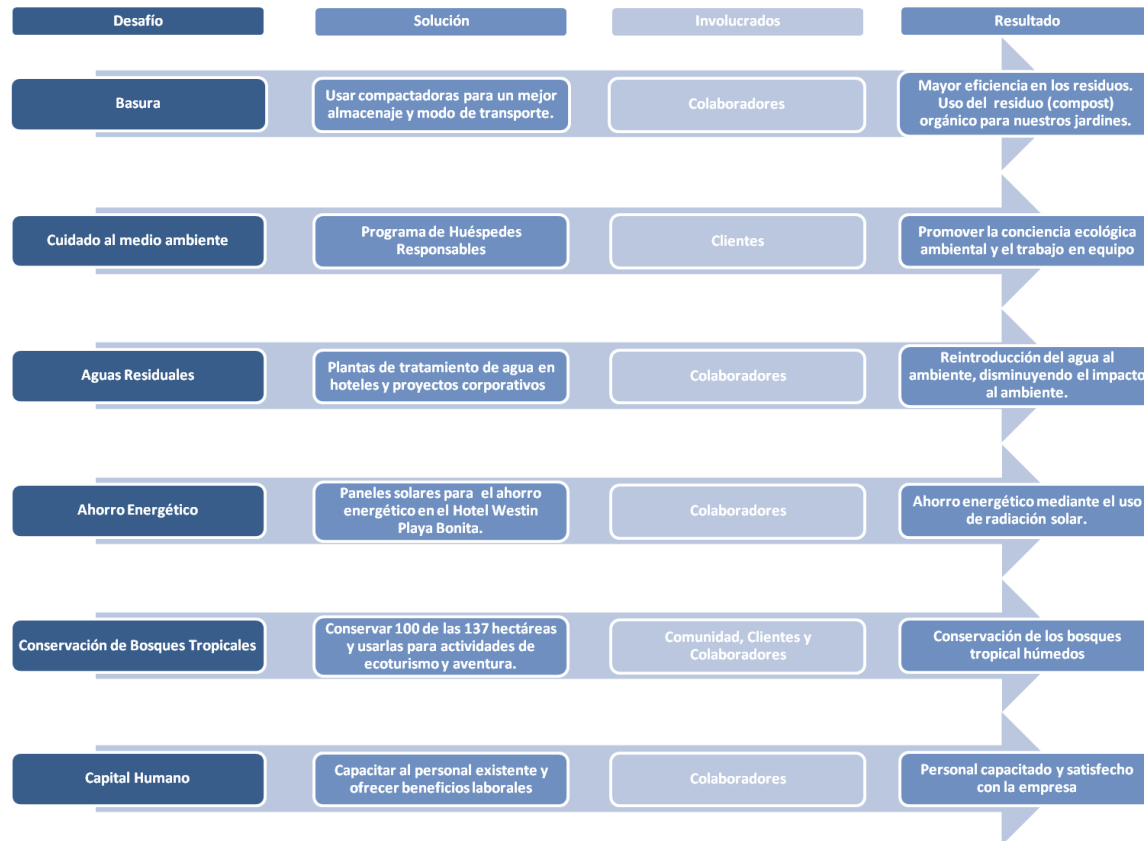 Desafío
Solución
Involucrados
Resultado
Basura
Usar compactadoras para un mejor
almacenaje y modo de transporte.
Colaboradores
Mayor eficiencia en los residuos.
Uso del residuo (compost)
orgánico para nuestros jardines.
Cuidado al medio ambiente
Programa de Huéspedes
Responsables
Clientes
Promover la conciencia ecológica
ambiental y el trabajo en equipo
Aguas Residuales
Plantas de tratamiento de agua en
hoteles y proyectos corporativos
Colaboradores
Reintroducción del agua al
ambiente, disminuyendo el impacto
al ambiente.
Ahorro Energético
Paneles solares para el ahorro
energético en el Hotel Westin
Playa Bonita.
Colaboradores
Ahorro energético mediante el uso
de radiación solar.
Conservación de Bosques Tropicales
Conservar 100 de las 137 hectáreas
y usarlas para actividades de
ecoturismo y aventura.
Comunidad, Clientes y
Colaboradores
Conservación de los bosques
tropical húmedos
Capital Humano
Capacitar al personal existente y
ofrecer beneficios laborales
Colaboradores
Personal capacitado y satisfecho
con la empresa